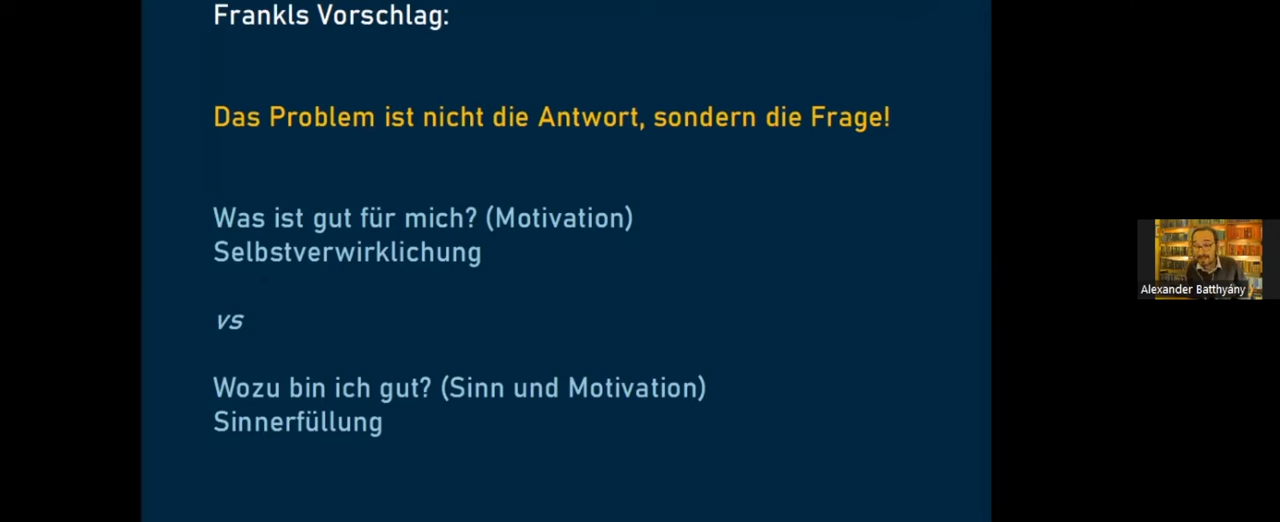 Frankls Vorschlag:
Das Problem ist nicht die Antwort, sondern die Frage!
Was ist gut für mich? (Motivation)
Selbstverwirklichung
vs
Wozu bin ich gut? (Sinn und Motivation)
Sinnerfüllung
Alexander Batthyány